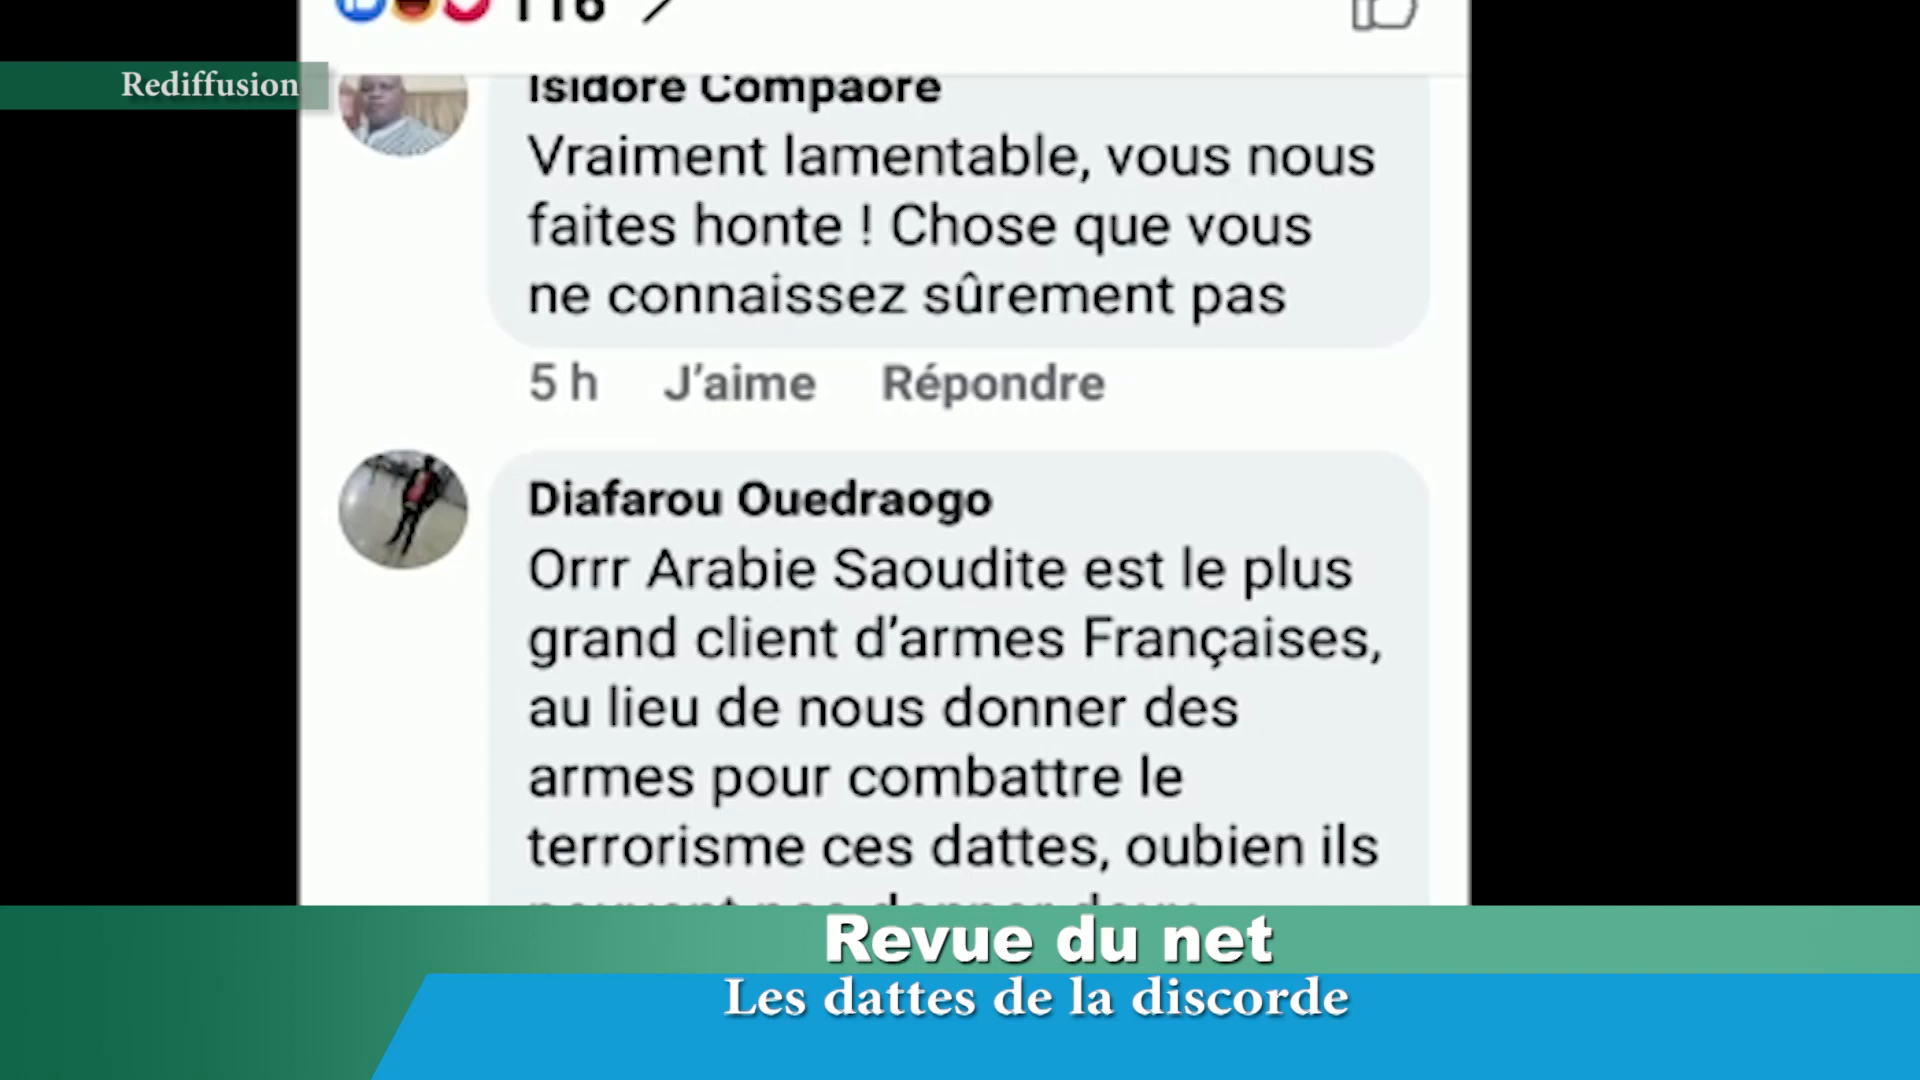 116
Rediffusion
Isidore Compaore
Vraiment lamentable, vous nous
faites honte ! Chose que vous
ne connaissez sûrement pas
5 h J'aime Répondre
Diafarou Ouedraogo
Orrr Arabie Saoudite est le plus
grand client d'armes Françaises,
au lieu de nous donner des
armes pour combattre le
terrorisme ces dattes, oubien ils
Revue du net
Les dattes de la discorde